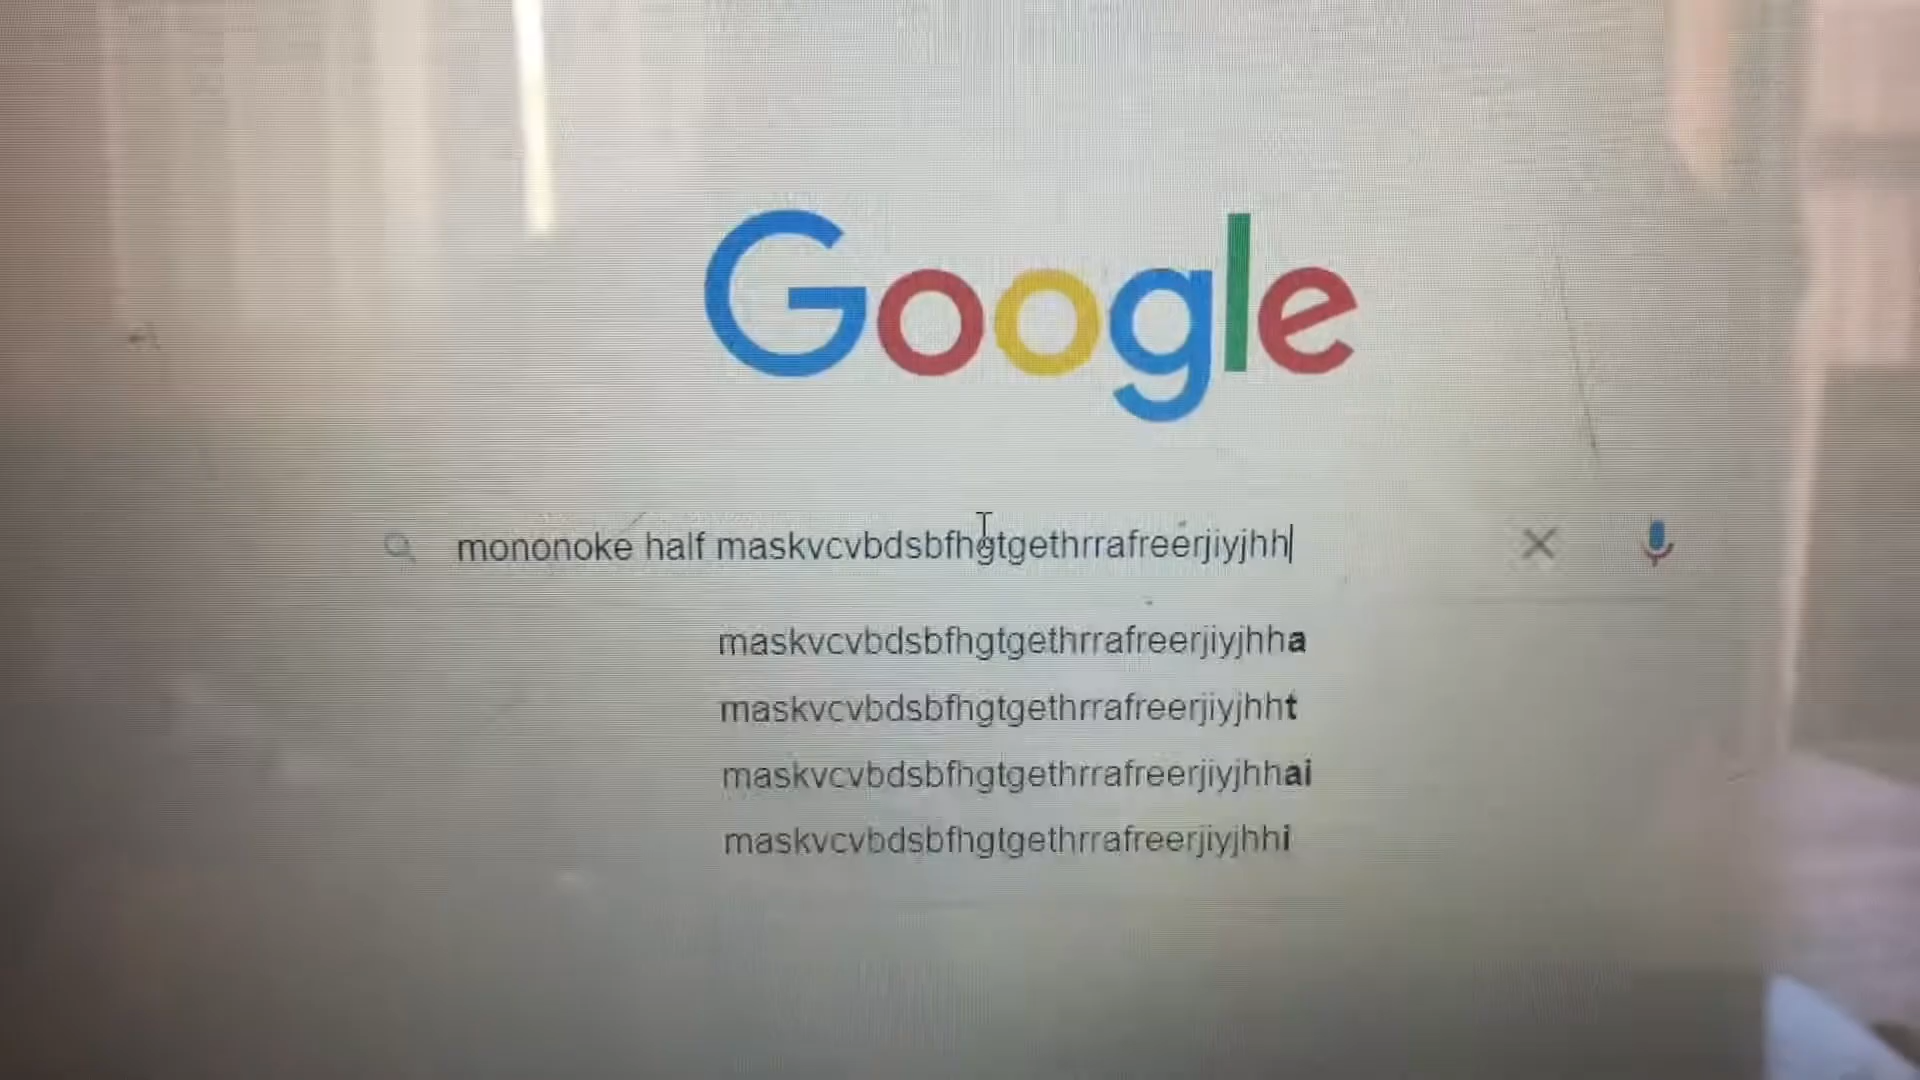 Google
mononoke half maskvcvbdsbfhgtgethrrafreerjiyjhh
maskvcvbdsbfhgtgethrrafreerjiyjhha
maskvcvbdsbfhgtgethrrafreerjiyjhht
maskvcvbdsbfhgtgethrrafreerjiyjhhai
maskvcvbdsbfhgtgethrrafreerjiyjhhi